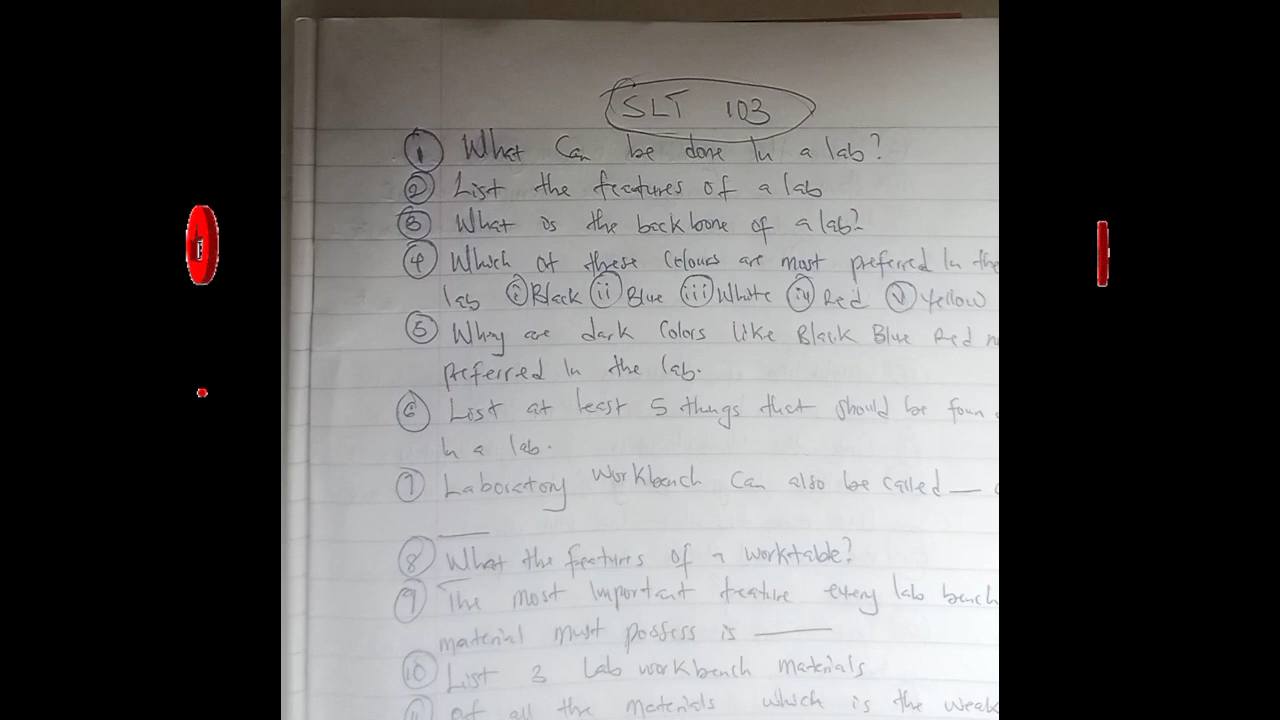 SLT 103
① What Can be done In a lab?
② List the features of a lab
③ What is the backbone of a lab?
④ Which of these Colours are most preferred In the
lab ⓘ Black ⓘⓘ Blue ⓘⓘⓘ White ⓘⓥ Red ⓥ Yellow
⑤ Why are dark Colors like Black Blue Red
preferred In the lab.
⑥ List at least 5 things that should be foun
In a lab.
⑦ Laboratory Workbench Can also be called —
—
⑧ What the features of a worktable?
⑨ The most Important feature every lab bench
material must possess is ——
⑩ List 3 Lab workbench materials
⑪ Of all the materials which is the weak